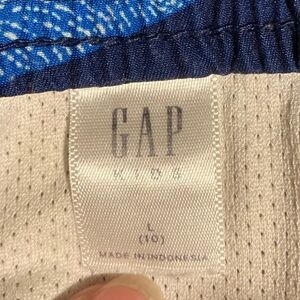 GAP
KIDS
L
(10)
MADE IN INDONESIA